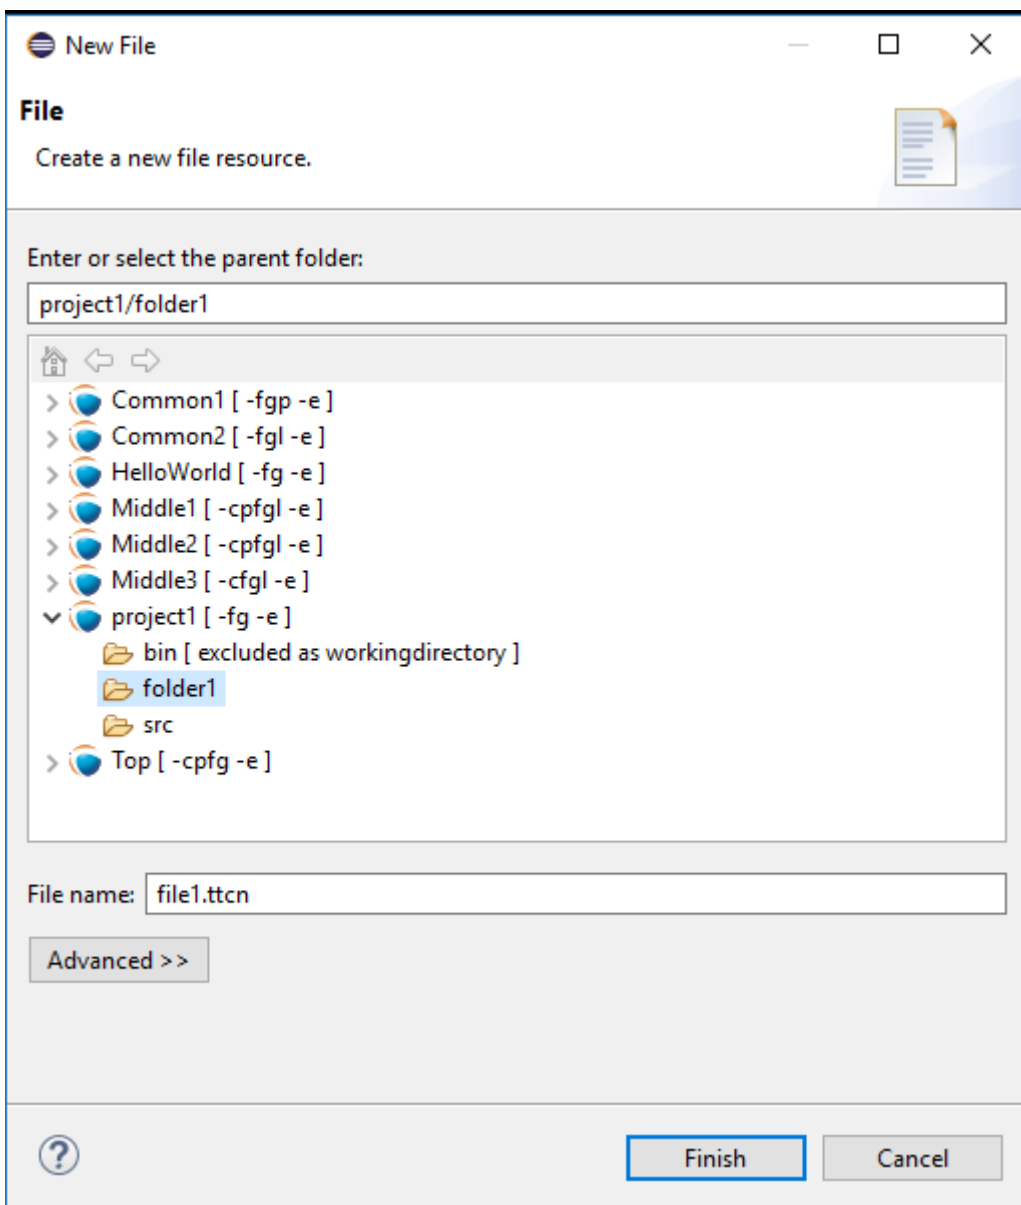 New File
File
Create a new file resource.
Enter or select the parent folder:
project1/folder1
Common1 [ -fgp -e ]
Common2 [ -fgl -e ]
HelloWorld [ -fg -e ]
Middle1 [ -cpfgl -e ]
Middle2 [ -cpfgl -e ]
Middle3 [ -cfgl -e ]
project1 [ -fg -e ]
bin [ excluded as workingdirectory ]
folder1
src
Top [ -cpfg -e ]
File name: file1.ttcn
Advanced >>
?
Finish Cancel